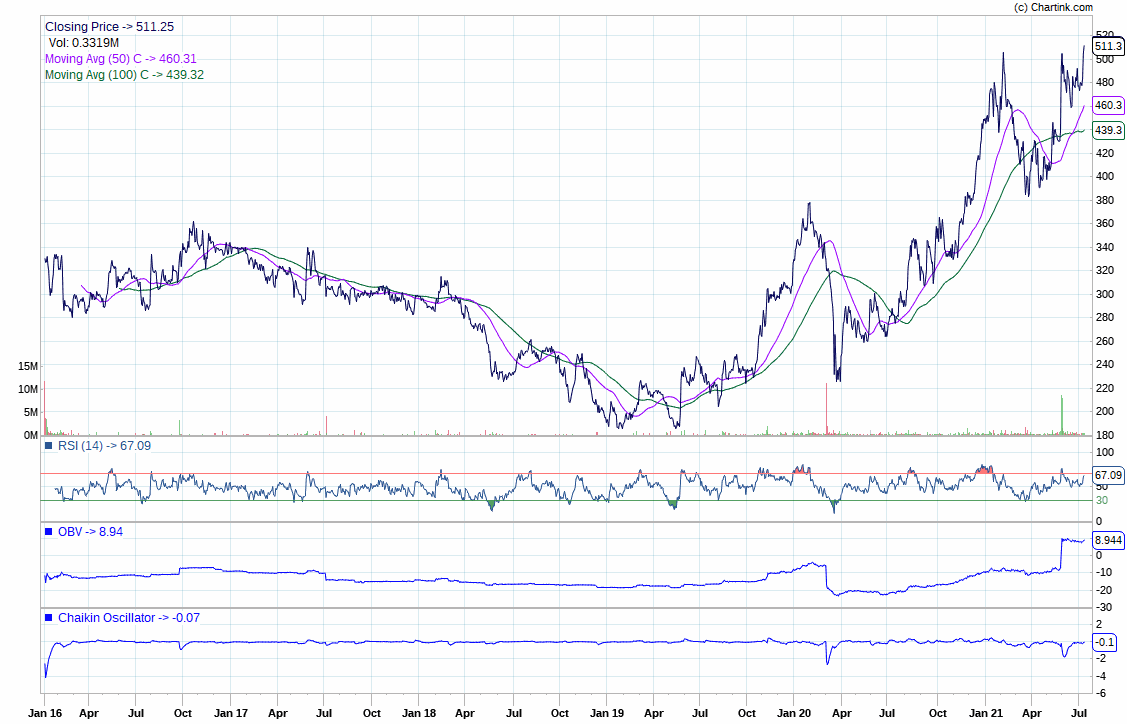 (c) Chartink.com
Closing Price -> 511.25
Vol: 0.3319M
Moving Avg (50) C -> 460.31
Moving Avg (100) C -> 439.32
520
511.3
500
480
460.3
439.3
420
400
380
360
340
320
300
280
260
240
220
200
180
15M
10M
5M
0M
RSI (14) -> 67.09
100
67.09
50
30
0
OBV -> 8.94
8.944
0
-10
-20
-30
Chaikin Oscillator -> -0.07
2
-0.1
-2
-4
-6
Jan 16 Apr Jul Oct Jan 17 Apr Jul Oct Jan 18 Apr Jul Oct Jan 19 Apr Jul Oct Jan 20 Apr Jul Oct Jan 21 Apr Jul